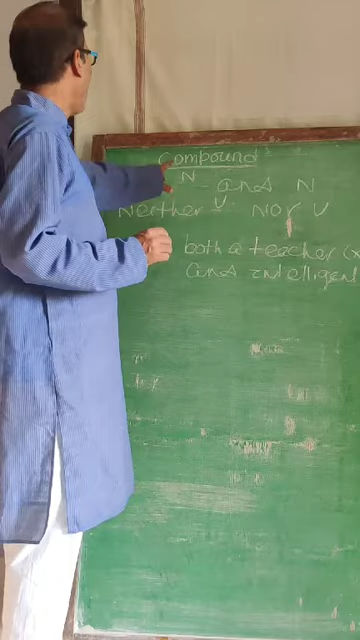 Compound
N and N
Neither V NOR V
both a teacher (x
and intelligent